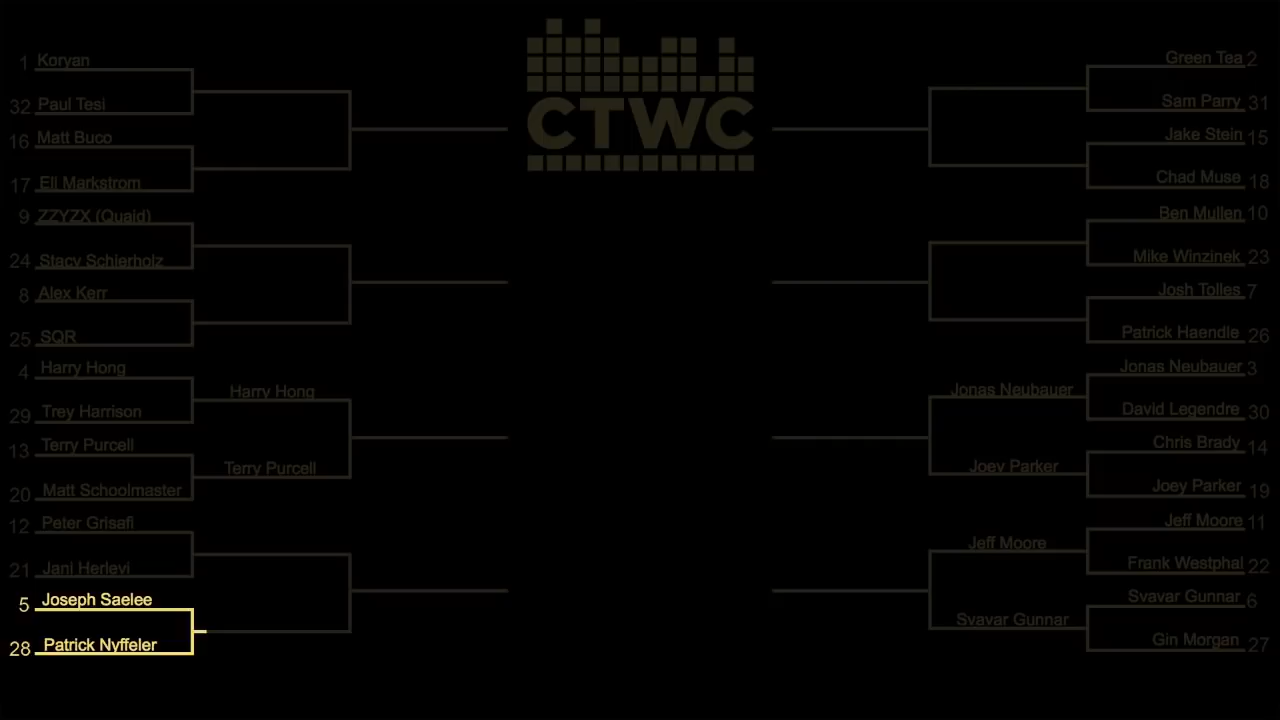 CTWC
1 Koryan
32 Paul Tesi
16 Matt Buco
17 Eli Markstrom
9 ZZYZX (Quaid)
24 Stacy Schierholz
8 Alex Kerr
25 SQR
4 Harry Hong
29 Trey Harrison
13 Terry Purcell
20 Matt Schoolmaster
12 Peter Grisafi
21 Jani Herlevi
5 Joseph Saelee
28 Patrick Nyffeler
Harry Hong
Terry Purcell
Jonas Neubauer
Joey Parker
Jeff Moore
Svavar Gunnar
Green Tea 2
Sam Parry 31
Jake Stein 15
Chad Muse 18
Ben Mullen 10
Mike Winzinek 23
Josh Tolles 7
Patrick Haendle 26
Jonas Neubauer 3
David Legendre 30
Chris Brady 14
Joey Parker 19
Jeff Moore 11
Frank Westphal 22
Svavar Gunnar 6
Gin Morgan 27